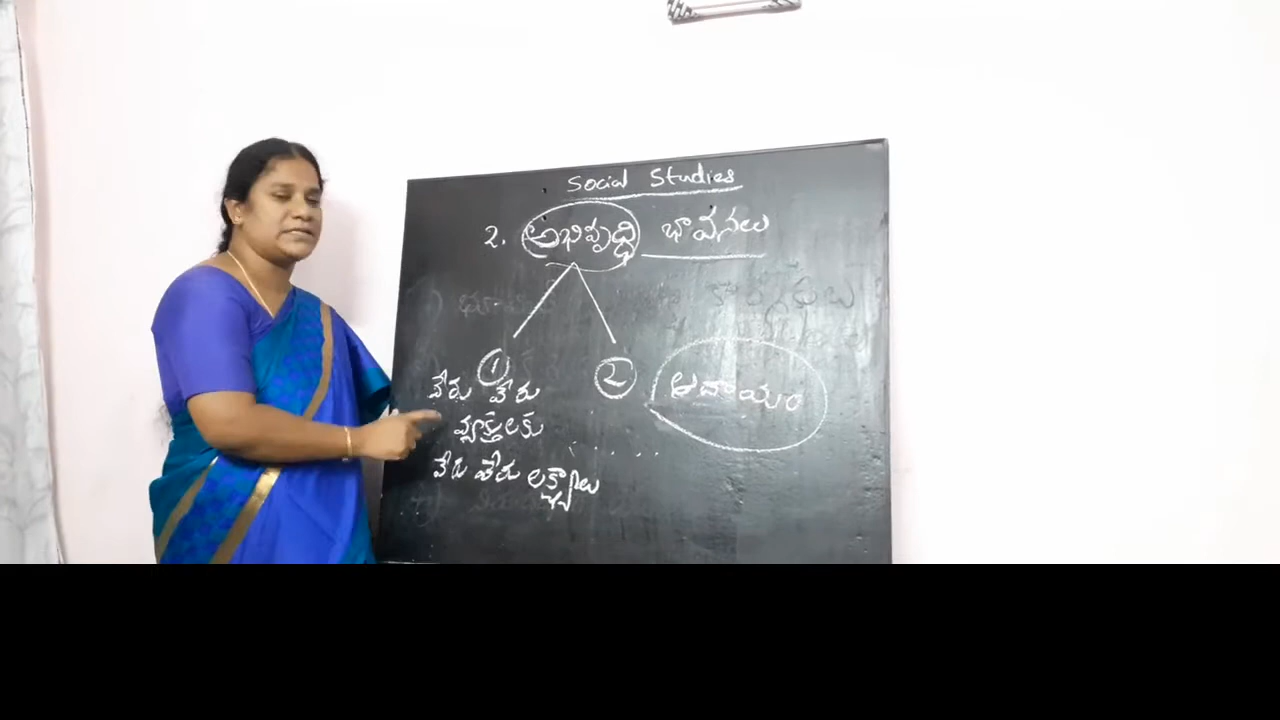 Social Studies
2. అభివృద్ధి భావనలు
① ②
వేరు వేరు
వ్యక్తులకు
వేరు వేరు లక్ష్యాలు
ఆదాయం